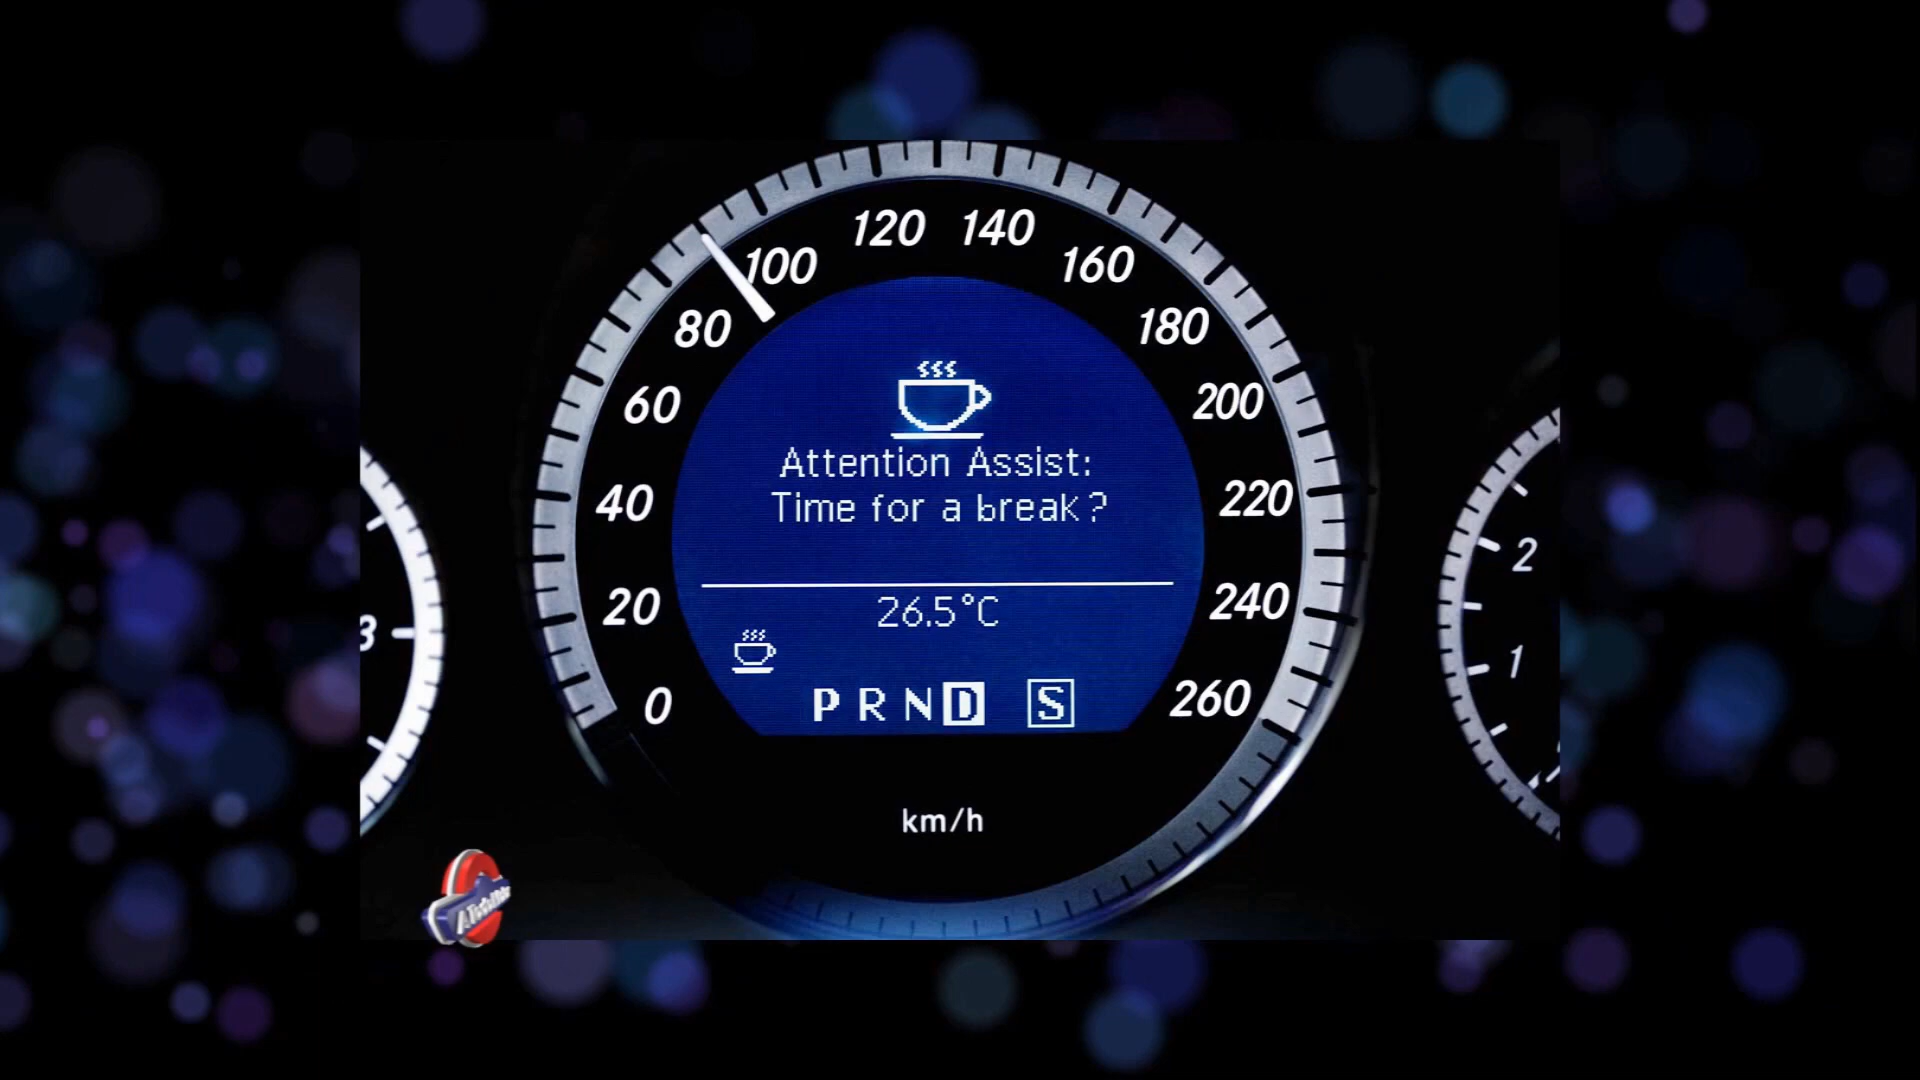 120 140
100 160
80 180
60 200
40 220
20 240
0 260
Attention Assist:
Time for a break?
26.5°C
P R N D S
km/h
3
2
1